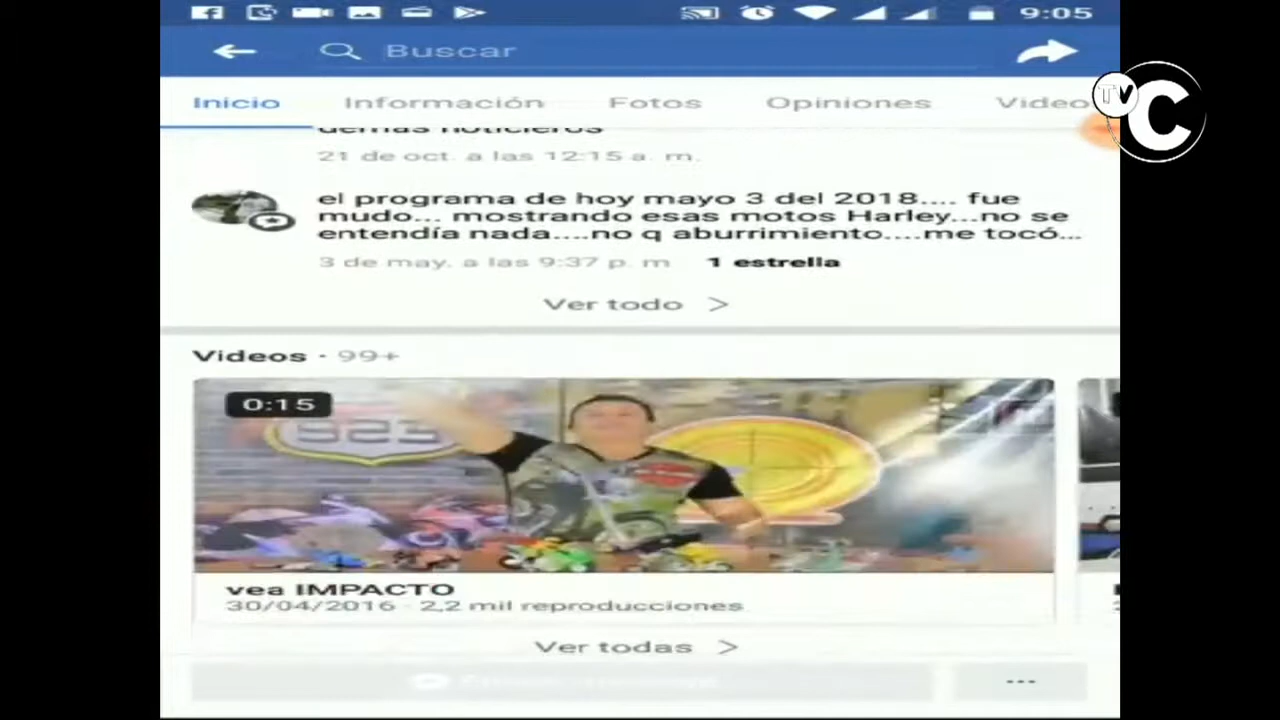 9:05
Buscar
Inicio Información Fotos Opiniones Video
TV C
demás noticieros
21 de oct. a las 12:15 a. m.
el programa de hoy mayo 3 del 2018.... fue
mudo... mostrando esas motos Harley...no se
entendía nada....no q aburrimiento....me tocó...
3 de may. a las 9:37 p. m 1 estrella
Ver todo >
Videos · 99+
0:15
823
vea IMPACTO
30/04/2016 · 2,2 mil reproducciones
Ver todas >